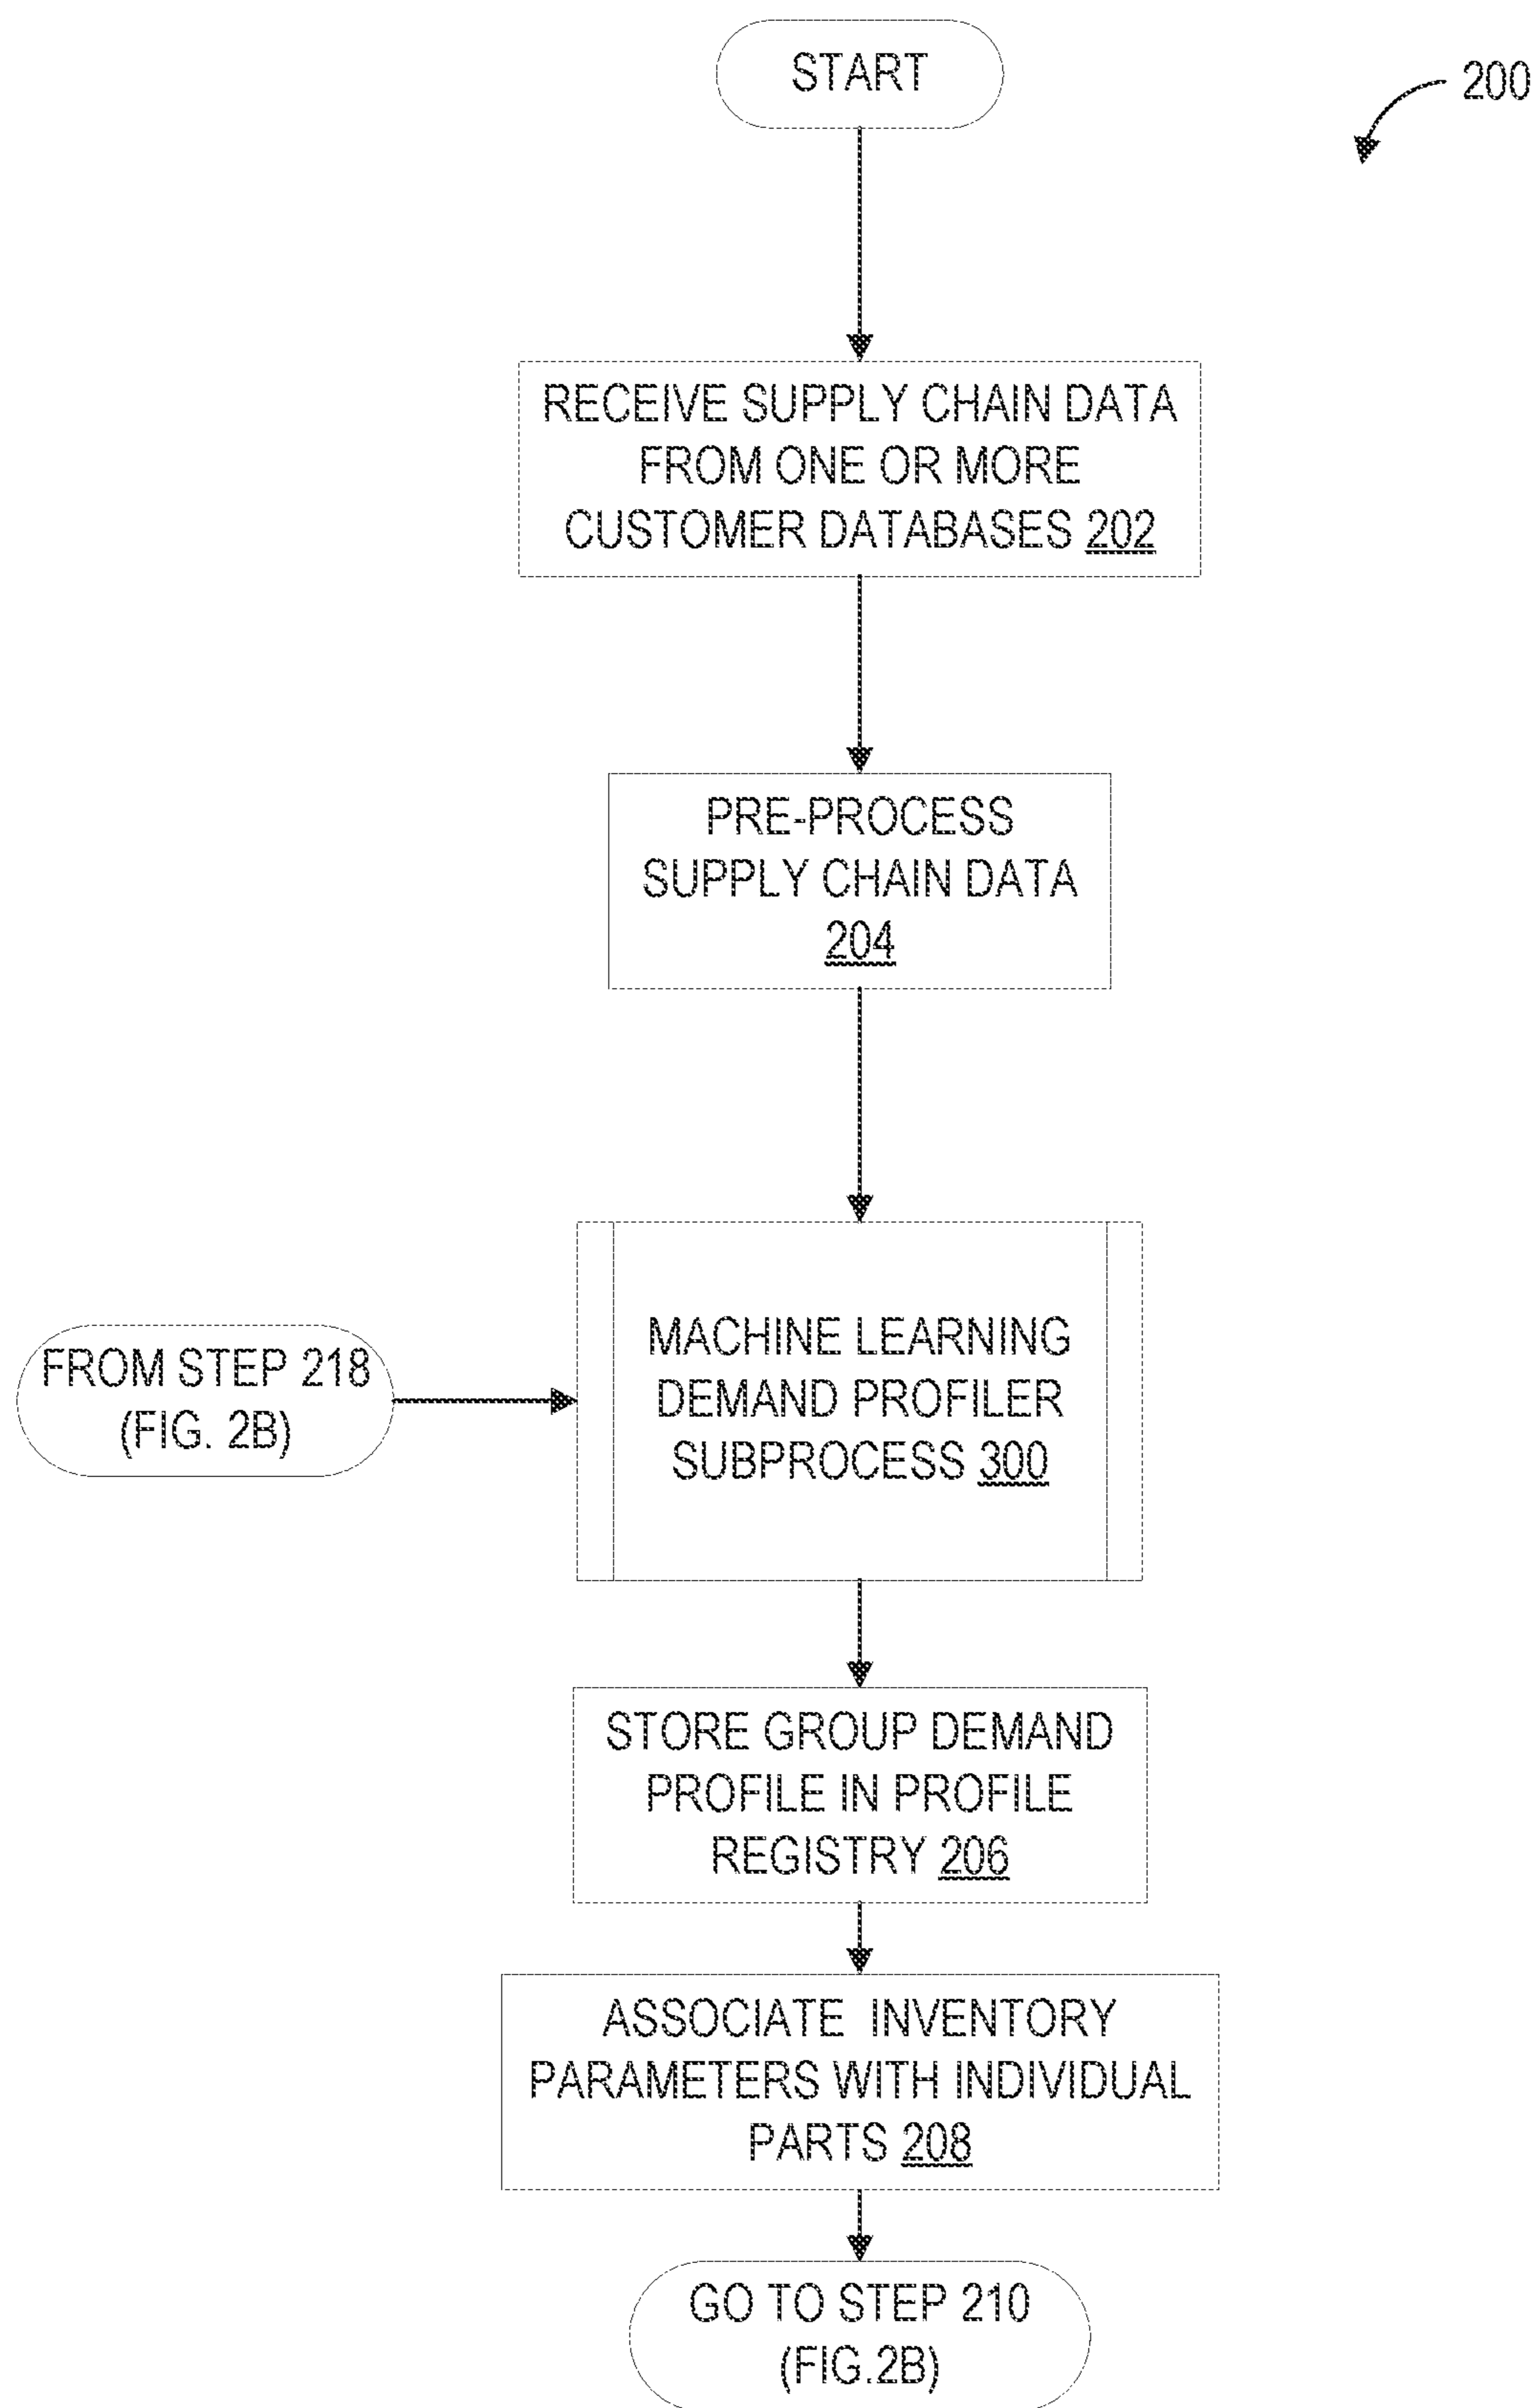 START
200
RECEIVE SUPPLY CHAIN DATA
FROM ONE OR MORE
CUSTOMER DATABASES 202
PRE-PROCESS
SUPPLY CHAIN DATA
204
MACHINE LEARNING
DEMAND PROFILER
SUBPROCESS 300
FROM STEP 218
(FIG. 2B)
STORE GROUP DEMAND
PROFILE IN PROFILE
REGISTRY 206
ASSOCIATE INVENTORY
PARAMETERS WITH INDIVIDUAL
PARTS 208
GO TO STEP 210
(FIG.2B)